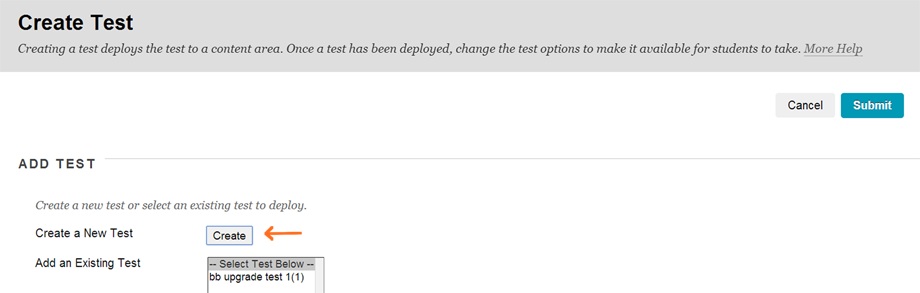 Create Test
Creating a test deploys the test to a content area. Once a test has been deployed, change the test options to make it available for students to take. More Help
Cancel Submit
ADD TEST
Create a new test or select an existing test to deploy.
Create a New Test Create
Add an Existing Test -- Select Test Below --
bb upgrade test 1(1)